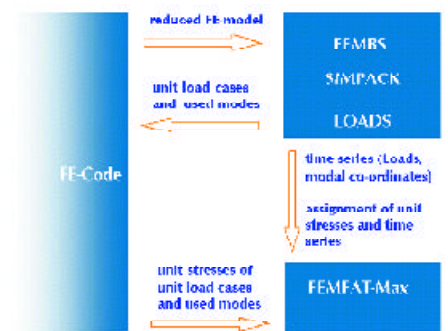 reduced FE-model
FEMBS
SIMPACK
LOADS
unit load cases
and used modes
FE-Code
time series (Loads,
modal co-ordinates)
assignment of unit
stresses and time
series
unit stresses of
unit load cases
and used modes
FEMFAT-Max